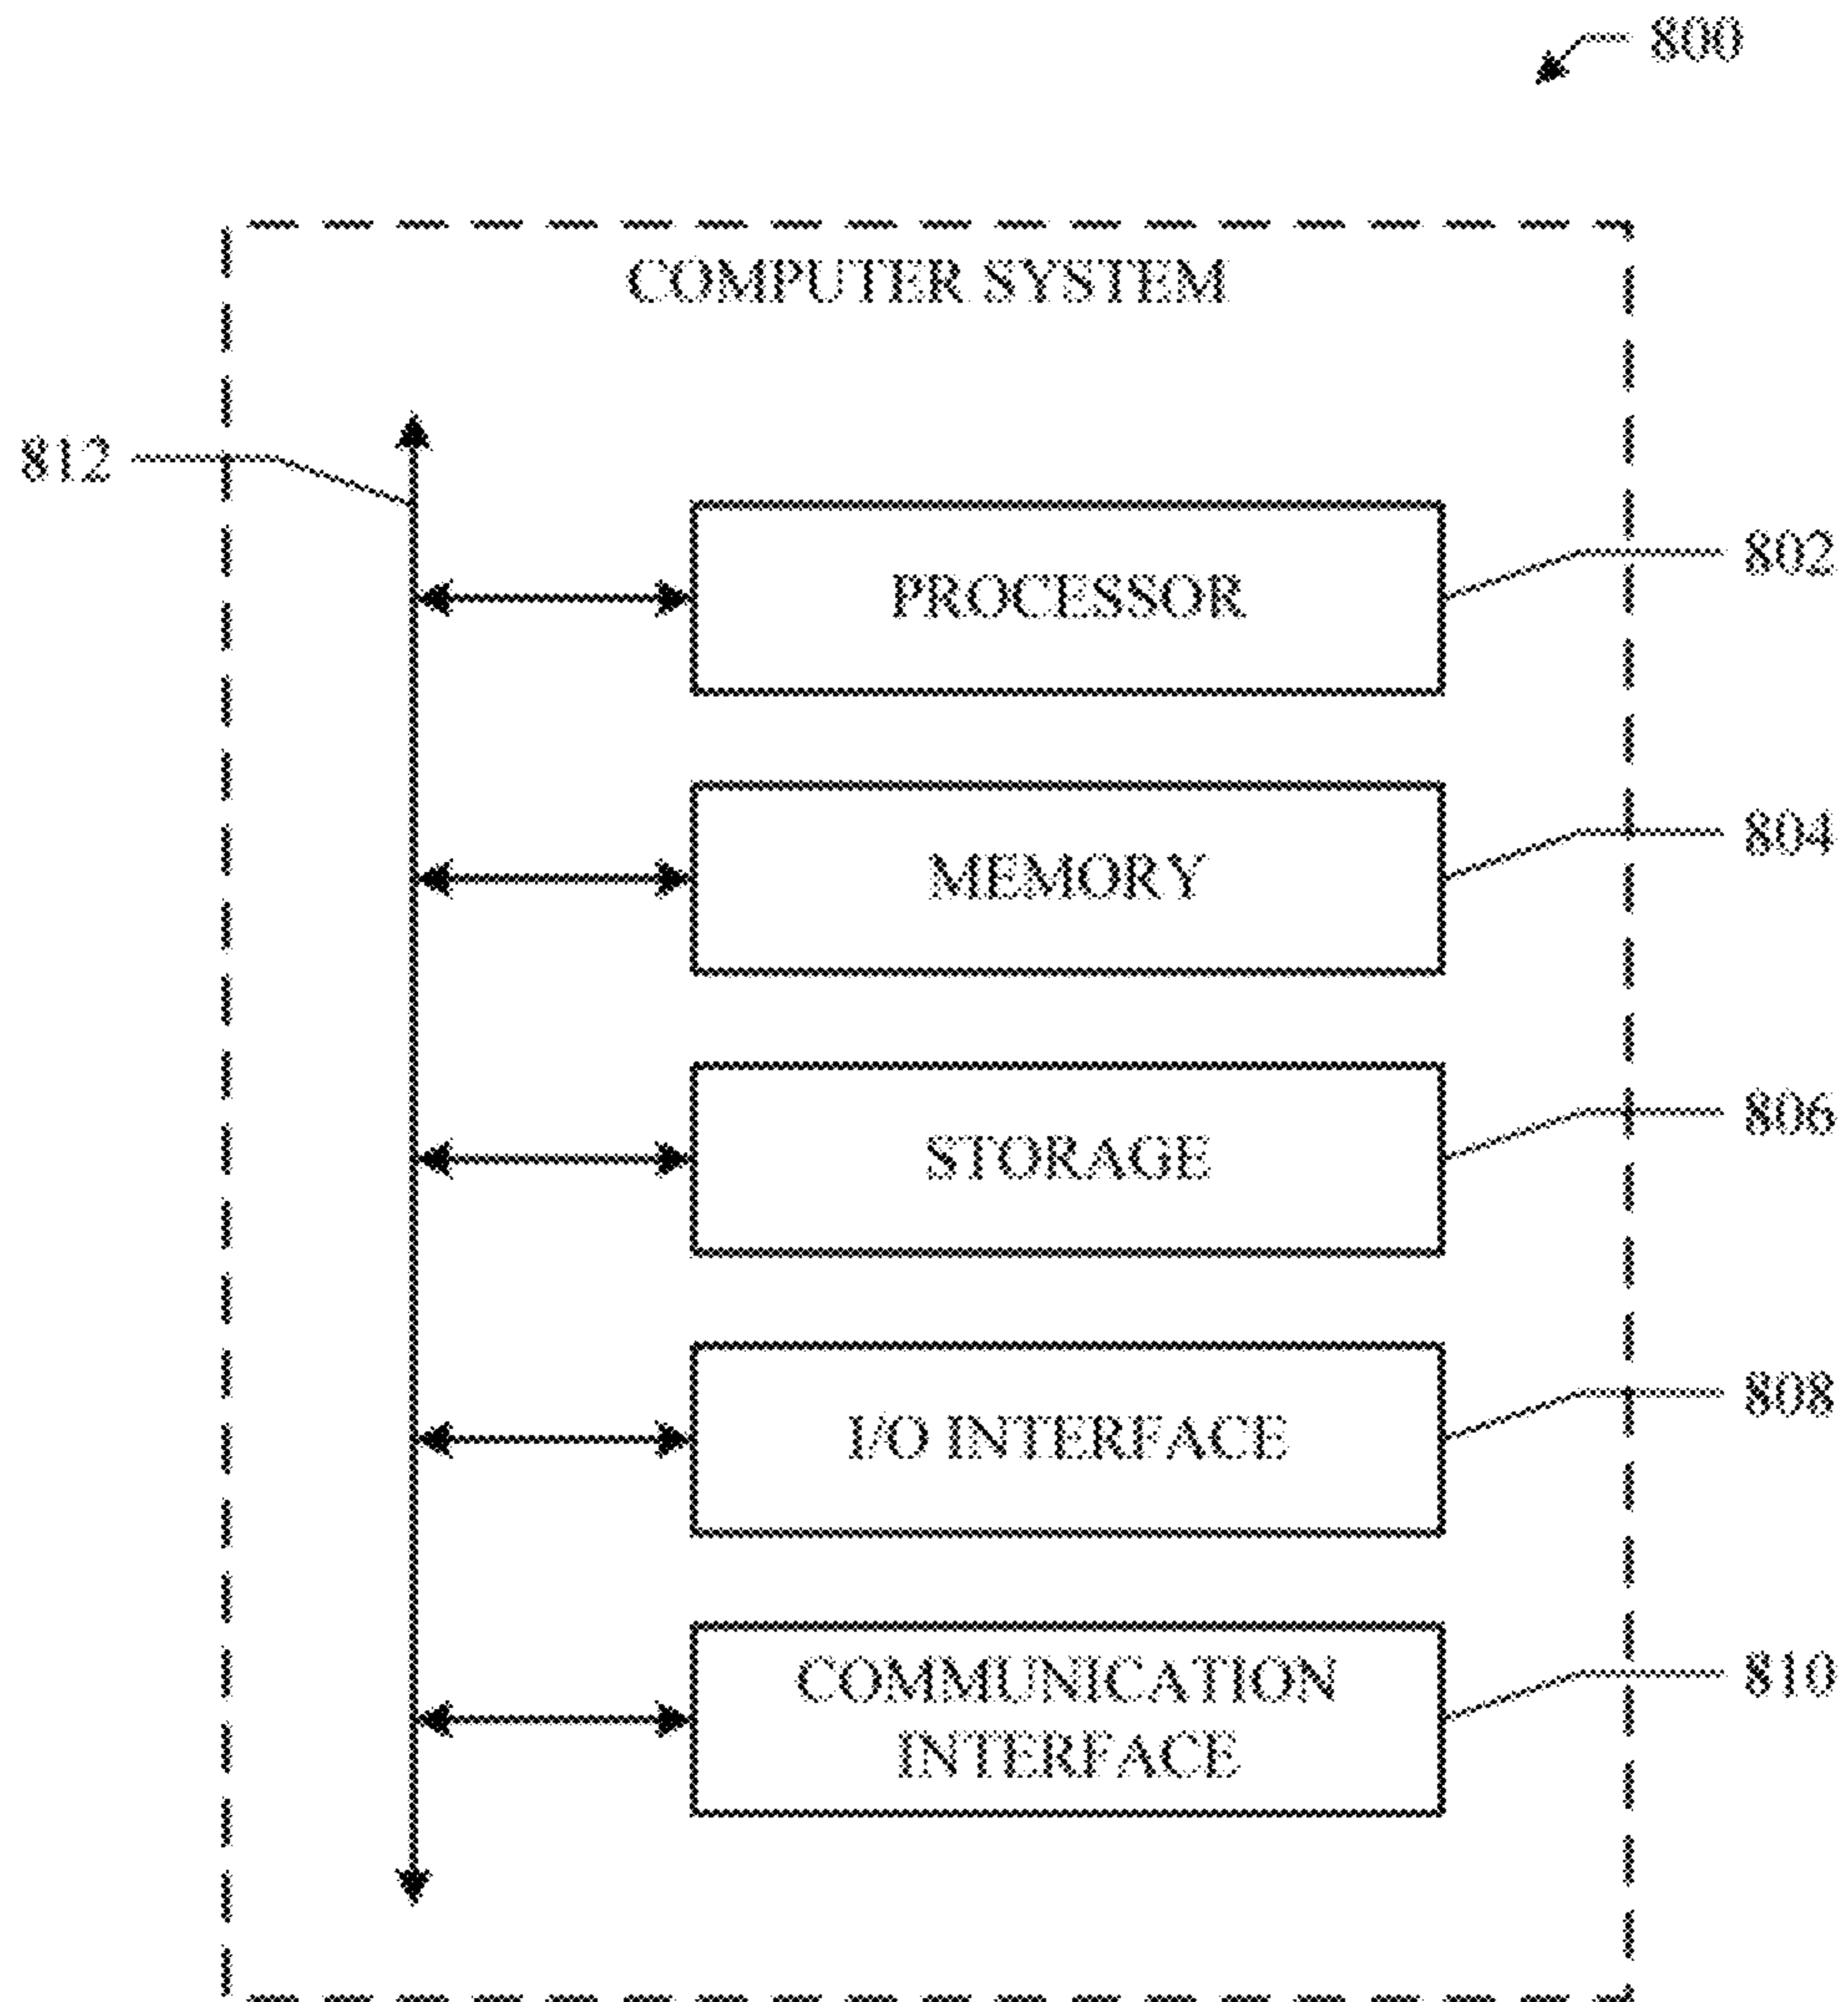 800
COMPUTER SYSTEM
812
PROCESSOR
802
MEMORY
804
STORAGE
806
I/O INTERFACE
808
COMMUNICATION
INTERFACE
810